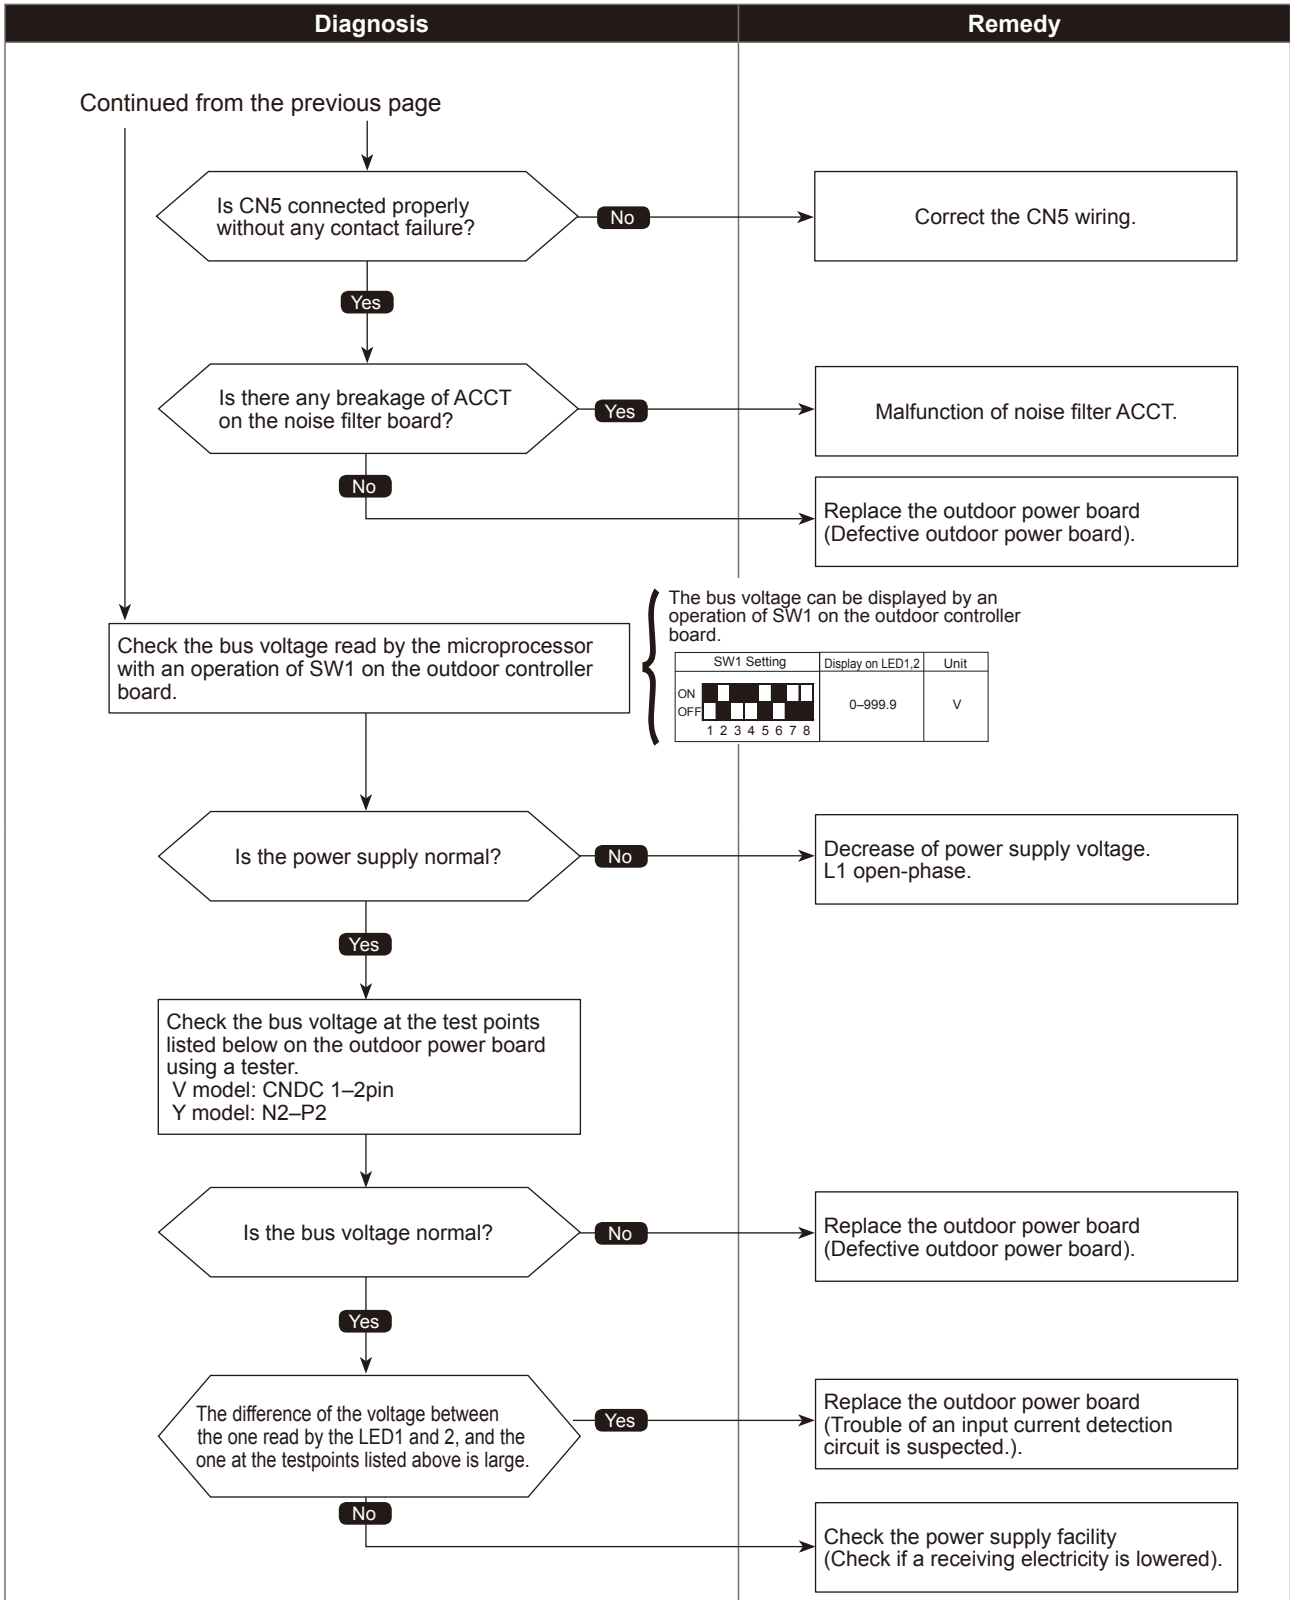 Diagnosis
Remedy
Continued from the previous page
Is CN5 connected properly
without any contact failure?
No
Correct the CN5 wiring.
Yes
Is there any breakage of ACCT
on the noise filter board?
Yes
Malfunction of noise filter ACCT.
No
Replace the outdoor power board
(Defective outdoor power board).
Check the bus voltage read by the microprocessor
with an operation of SW1 on the outdoor controller
board.
The bus voltage can be displayed by an
operation of SW1 on the outdoor controller
board.
SW1 Setting
Display on LED1,2
Unit
ON
OFF
1 2 3 4 5 6 7 8
0–999.9
V
Is the power supply normal?
No
Decrease of power supply voltage.
L1 open-phase.
Yes
Check the bus voltage at the test points
listed below on the outdoor power board
using a tester.
V model: CNDC 1–2pin
Y model: N2–P2
Is the bus voltage normal?
No
Replace the outdoor power board
(Defective outdoor power board).
Yes
The difference of the voltage between
the one read by the LED1 and 2, and the
one at the testpoints listed above is large.
Yes
Replace the outdoor power board
(Trouble of an input current detection
circuit is suspected.).
No
Check the power supply facility
(Check if a receiving electricity is lowered).